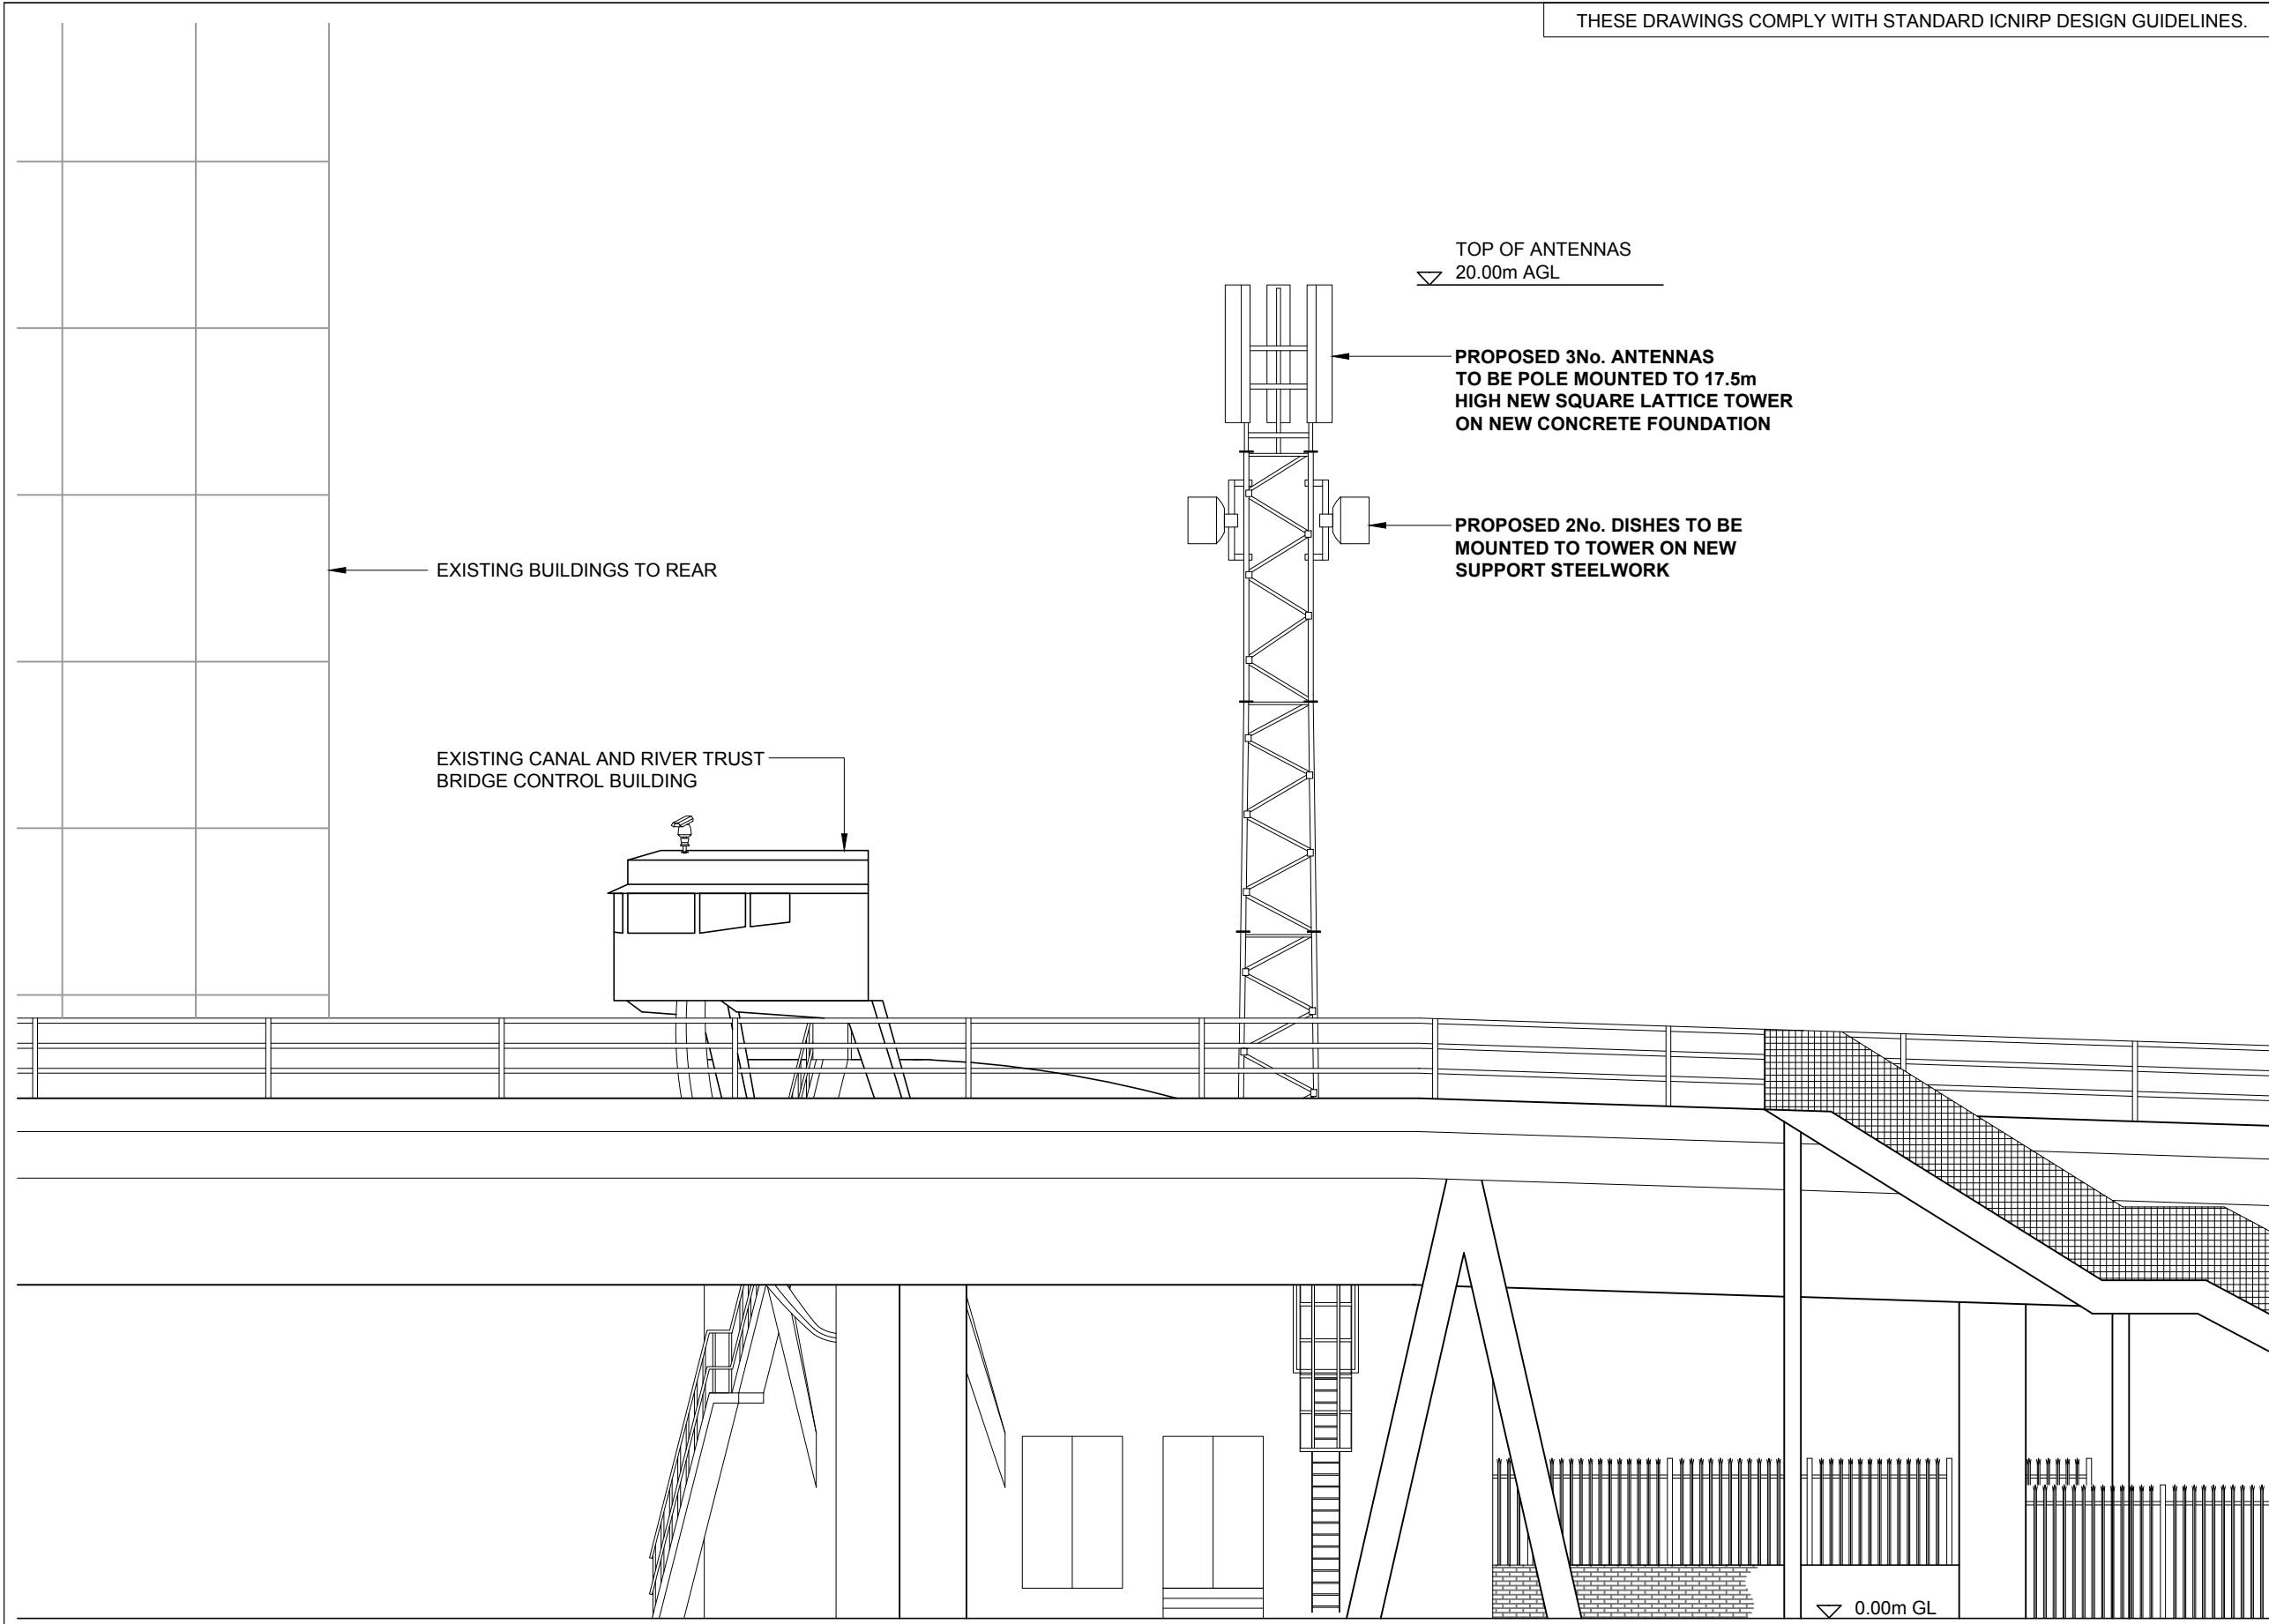 THESE DRAWINGS COMPLY WITH STANDARD ICNIRP DESIGN GUIDELINES.
TOP OF ANTENNAS
20.00m AGL
PROPOSED 3No. ANTENNAS
TO BE POLE MOUNTED TO 17.5m
HIGH NEW SQUARE LATTICE TOWER
ON NEW CONCRETE FOUNDATION
PROPOSED 2No. DISHES TO BE
MOUNTED TO TOWER ON NEW
SUPPORT STEELWORK
EXISTING BUILDINGS TO REAR
EXISTING CANAL AND RIVER TRUST
BRIDGE CONTROL BUILDING
0.00m GL